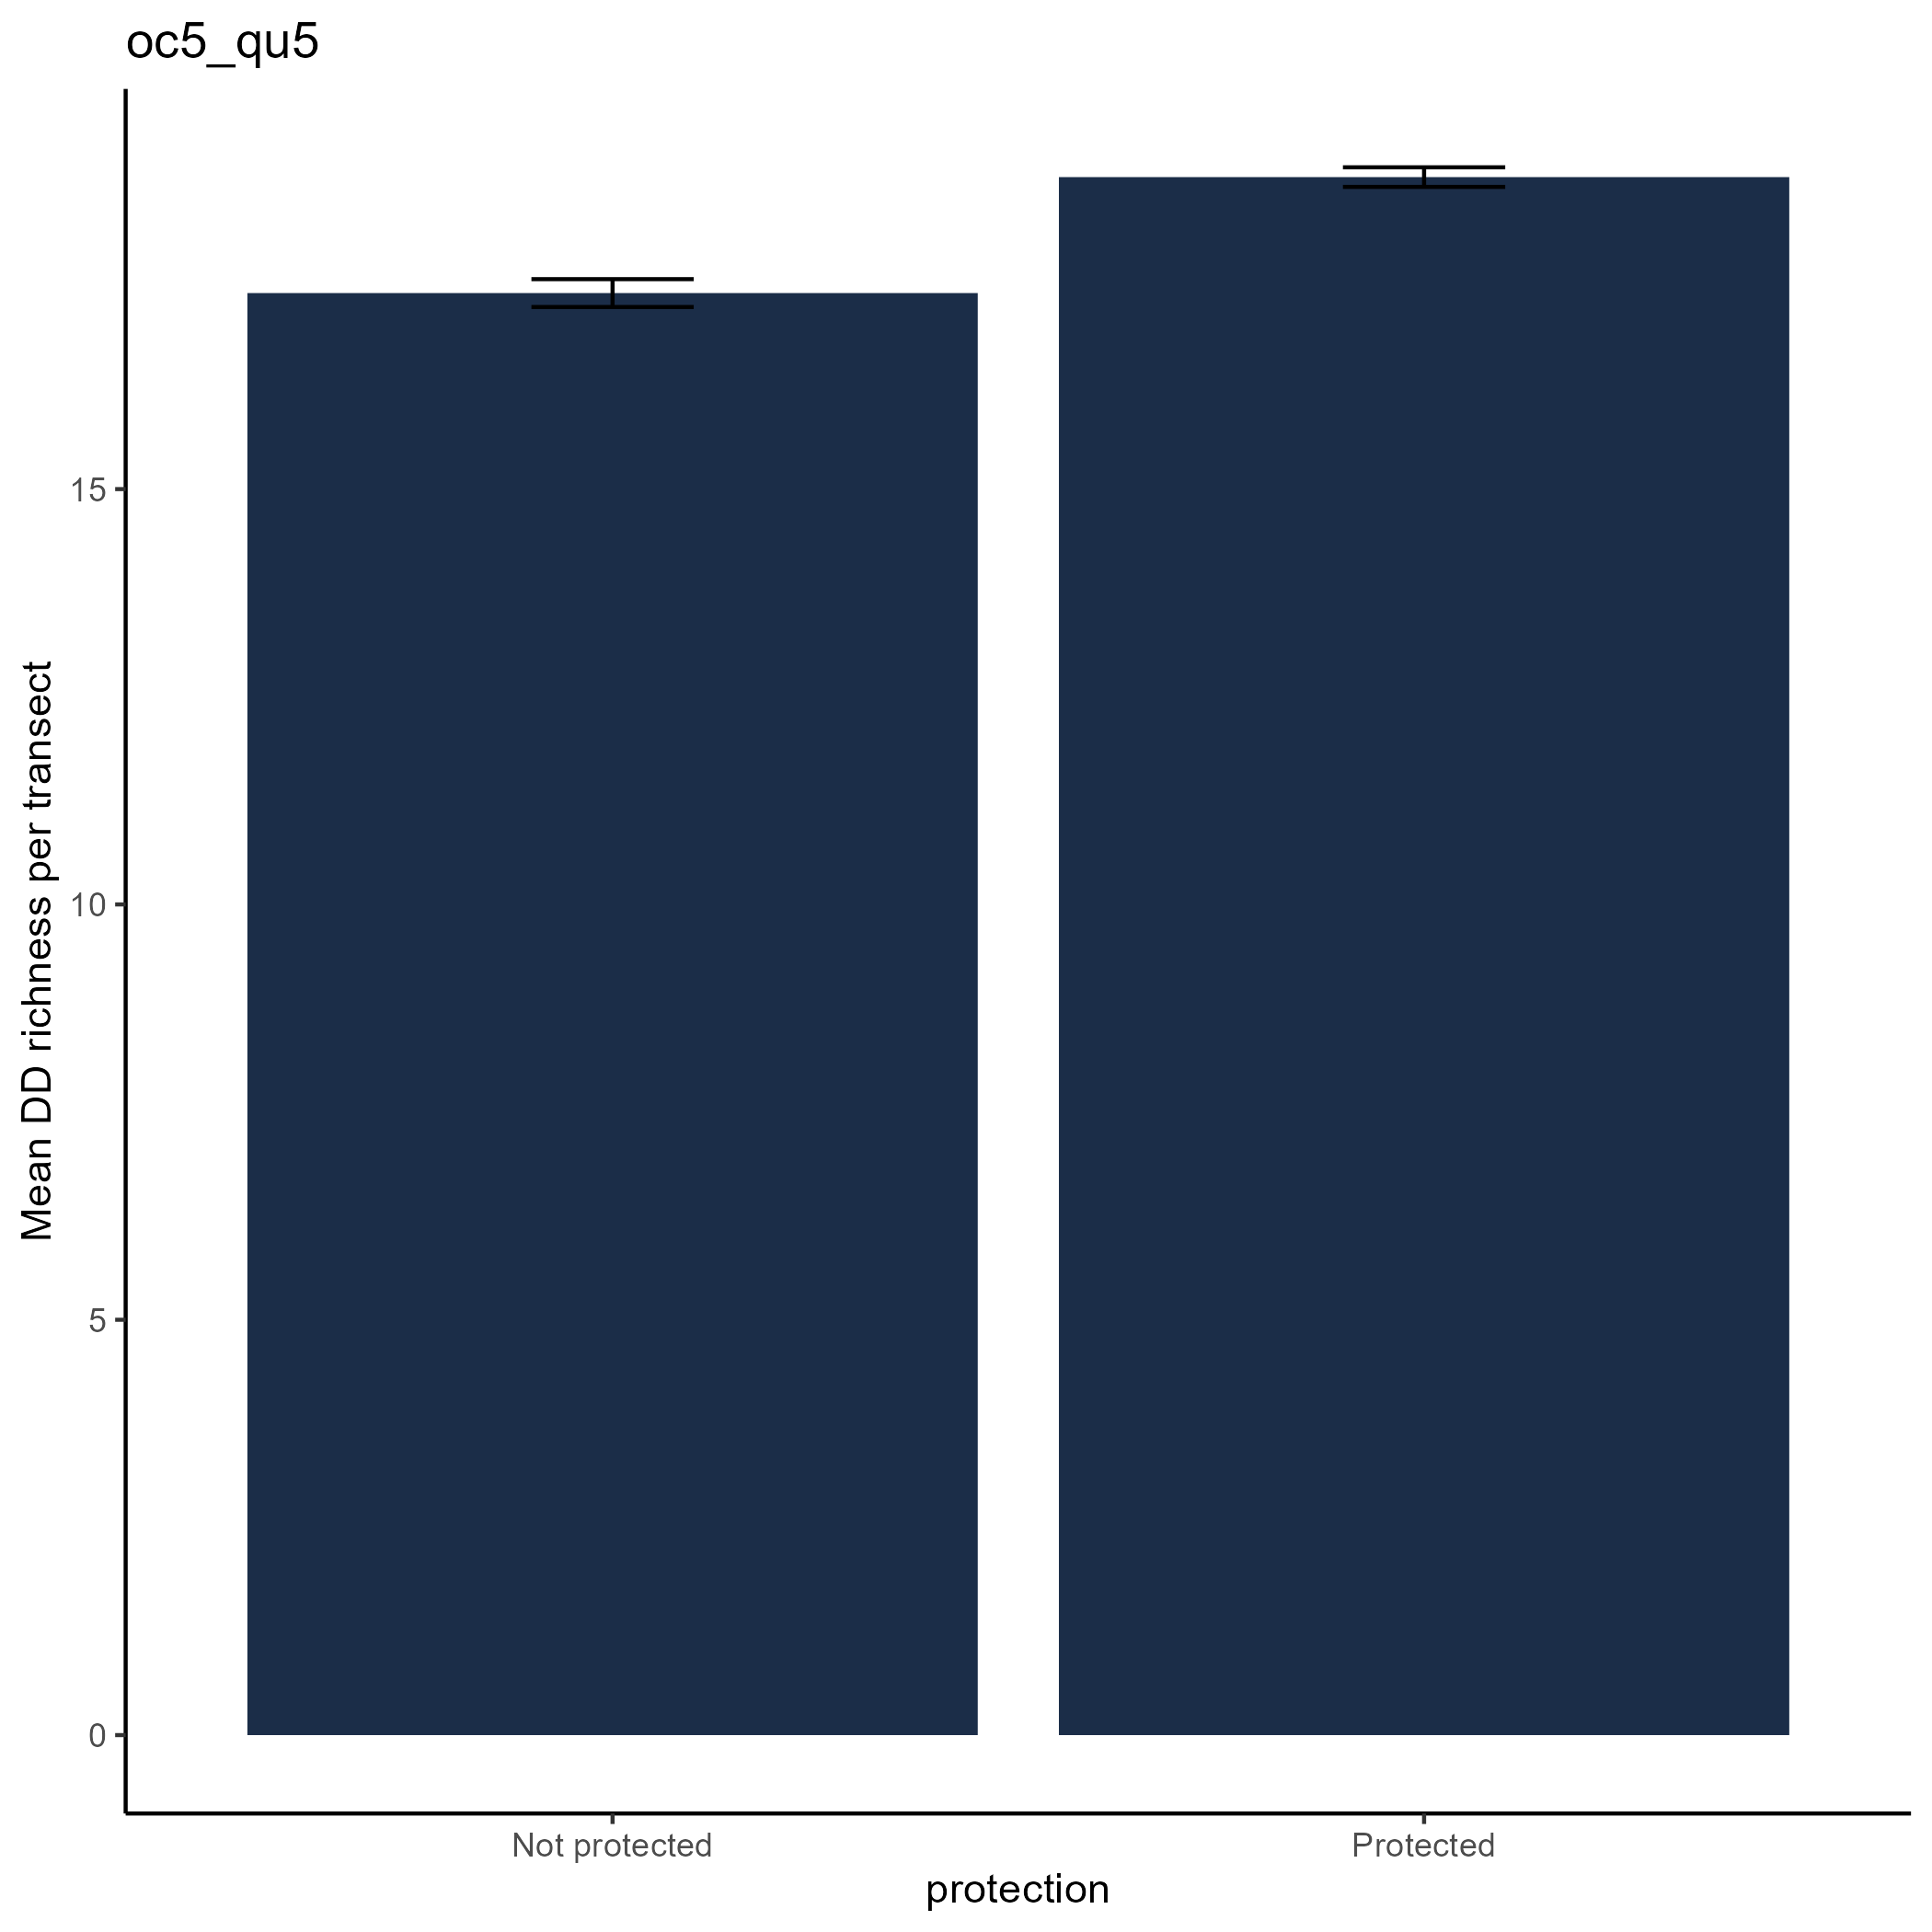 oc5_qu5
Mean DD richness per transect
15
10
5
0
Not protected
Protected
protection